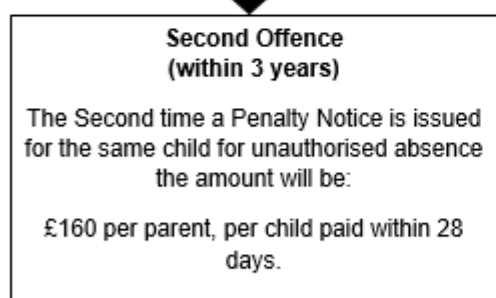 Second Offence
(within 3 years)
The Second time a Penalty Notice is issued
for the same child for unauthorised absence
the amount will be:
£160 per parent, per child paid within 28
days.